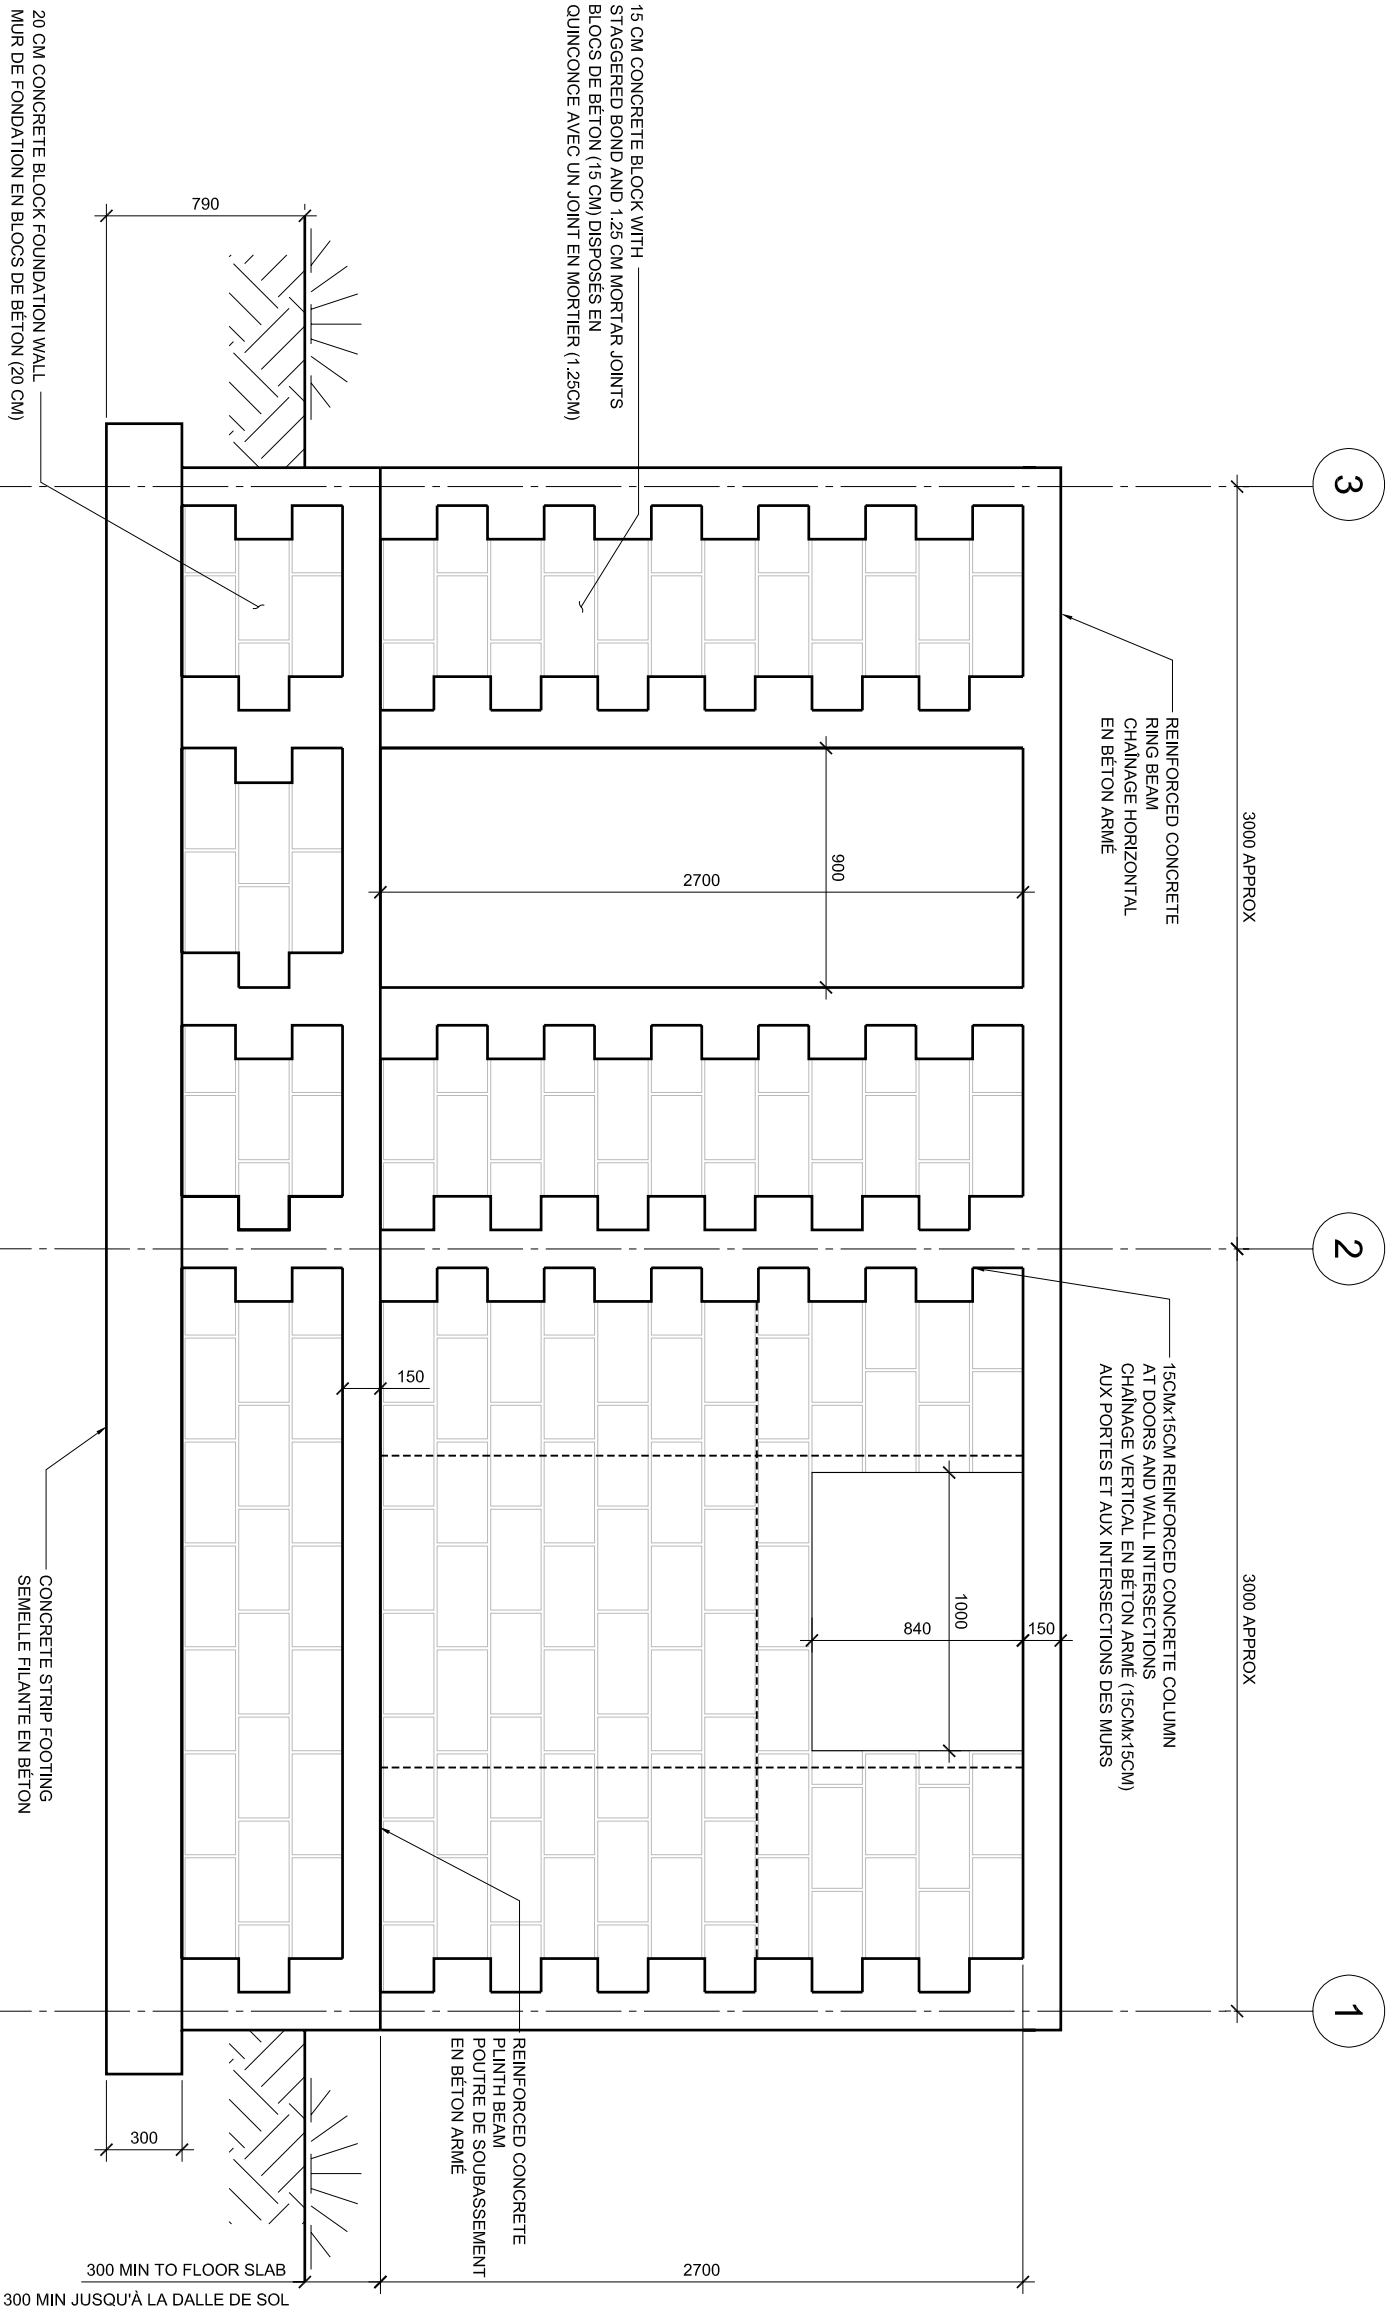 3
2
1
3000 APPROX
3000 APPROX
REINFORCED CONCRETE
RING BEAM
CHAÎNAGE HORIZONTAL
EN BÉTON ARMÉ
15CMx15CM REINFORCED CONCRETE COLUMN
AT DOORS AND WALL INTERSECTIONS
CHAÎNAGE VERTICAL EN BÉTON ARMÉ (15CMx15CM)
AUX PORTES ET AUX INTERSECTIONS DES MURS
15 CM CONCRETE BLOCK WITH
STAGGERED BOND AND 1.25 CM MORTAR JOINTS
BLOCS DE BÉTON (15 CM) DISPOSÉS EN
QUINCONCE AVEC UN JOINT EN MORTIER (1.25CM)
150
1000
840
900
2700
2700
150
REINFORCED CONCRETE
PLINTH BEAM
POUTRE DE SOUBASSEMENT
EN BÉTON ARMÉ
790
300 MIN TO FLOOR SLAB
300 MIN JUSQU'À LA DALLE DE SOL
300
20 CM CONCRETE BLOCK FOUNDATION WALL
MUR DE FONDATION EN BLOCS DE BÉTON (20 CM)
CONCRETE STRIP FOOTING
SEMELLE FILANTE EN BÉTON